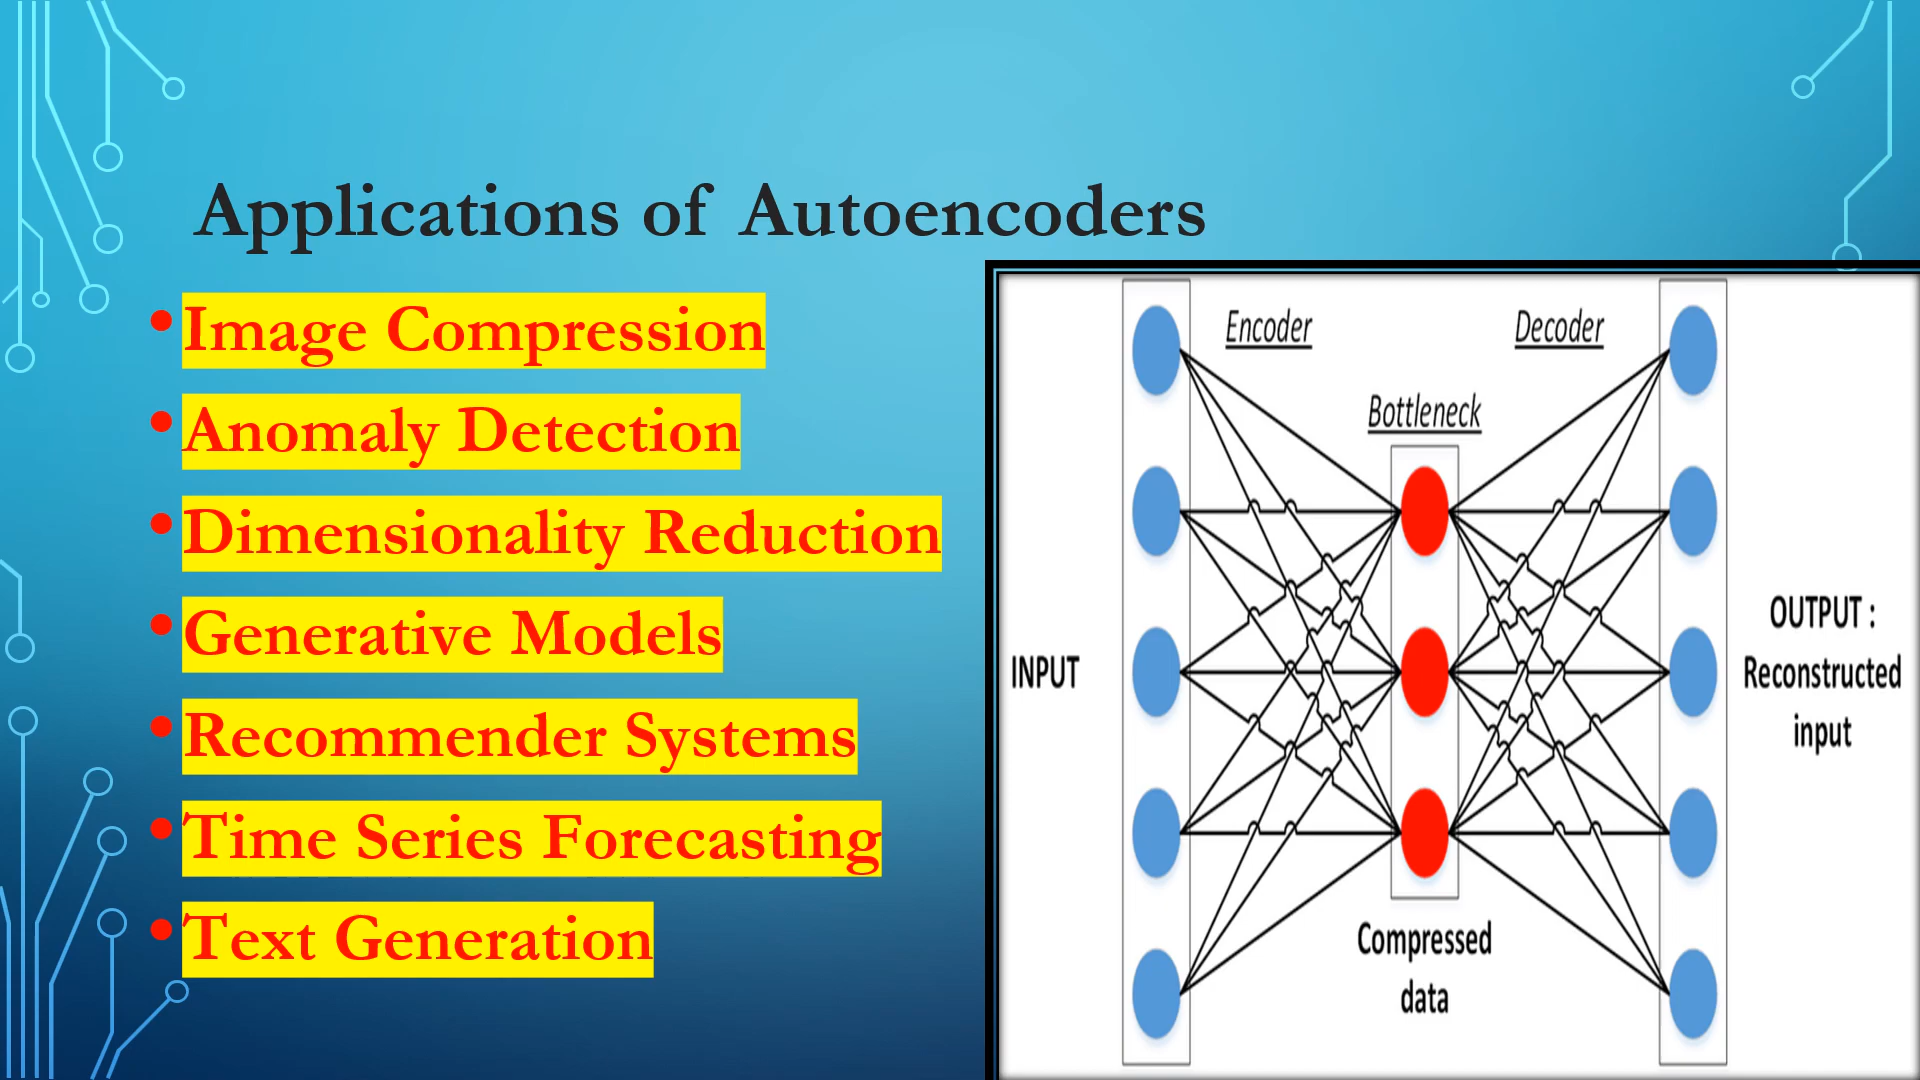 Applications of Autoencoders
Image Compression
Anomaly Detection
Dimensionality Reduction
Generative Models
Recommender Systems
Time Series Forecasting
Text Generation
Encoder
Decoder
Bottleneck
INPUT
OUTPUT :
Reconstructed
input
Compressed
data